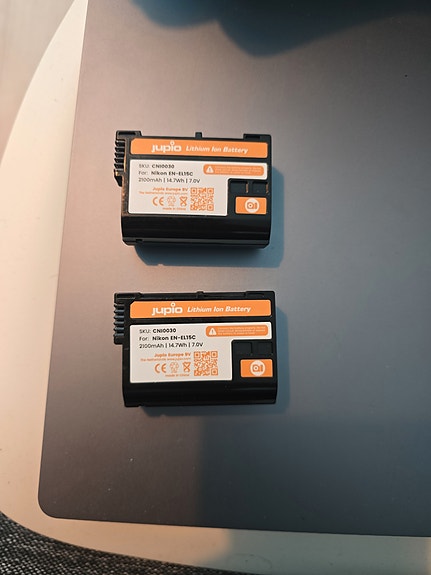 jupio Lithium Ion Battery
SKU: CNI0030
For: Nikon EN-EL15C
2100mAh | 14.7Wh | 7.0V
Jupio Europe BV
jupio Lithium Ion Battery
SKU: CNI0030
For: Nikon EN-EL15C
2100mAh | 14.7Wh | 7.0V
Jupio Europe BV